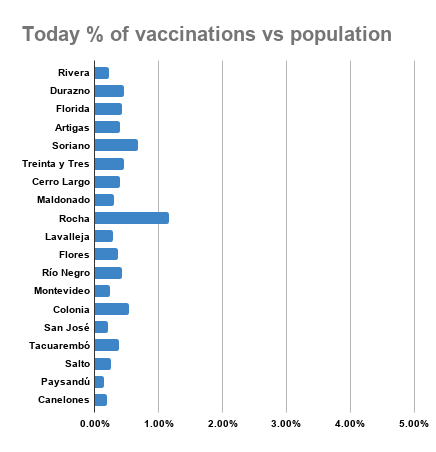 Today % of vaccinations vs population
Rivera
Durazno
Florida
Artigas
Soriano
Treinta y Tres
Cerro Largo
Maldonado
Rocha
Lavalleja
Flores
Río Negro
Montevideo
Colonia
San José
Tacuarembó
Salto
Paysandú
Canelones
0.00% 1.00% 2.00% 3.00% 4.00% 5.00%